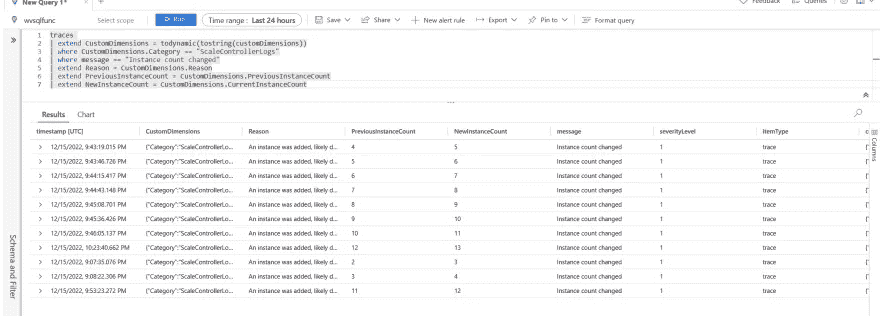 New Query 1*
Feedback
Queries
wvsqlfunc Select scope Run Time range : Last 24 hours Save Share New alert rule Export Pin to Format query
1 traces
2 | extend CustomDimensions = todynamic(tostring(customDimensions))
3 | where CustomDimensions.Category == "ScaleControllerLogs"
4 | where message == "Instance count changed"
5 | extend Reason = CustomDimensions.Reason
6 | extend PreviousInstanceCount = CustomDimensions.PreviousInstanceCount
7 | extend NewInstanceCount = CustomDimensions.CurrentInstanceCount
Results Chart
timestamp [UTC] CustomDimensions Reason PreviousInstanceCount NewInstanceCount message severityLevel itemType c
12/15/2022, 9:43:19.015 PM {"Category":"ScaleControllerLo... An instance was added, likely d... 4 5 Instance count changed 1 trace {"
12/15/2022, 9:43:46.726 PM {"Category":"ScaleControllerLo... An instance was added, likely d... 5 6 Instance count changed 1 trace {"
12/15/2022, 9:44:15.417 PM {"Category":"ScaleControllerLo... An instance was added, likely d... 6 7 Instance count changed 1 trace {"
12/15/2022, 9:44:43.148 PM {"Category":"ScaleControllerLo... An instance was added, likely d... 7 8 Instance count changed 1 trace {"
12/15/2022, 9:45:08.701 PM {"Category":"ScaleControllerLo... An instance was added, likely d... 8 9 Instance count changed 1 trace {"
12/15/2022, 9:45:36.426 PM {"Category":"ScaleControllerLo... An instance was added, likely d... 9 10 Instance count changed 1 trace {"
12/15/2022, 9:46:05.137 PM {"Category":"ScaleControllerLo... An instance was added, likely d... 10 11 Instance count changed 1 trace {"
12/15/2022, 10:23:40.662 PM {"Category":"ScaleControllerLo... An instance was added, likely d... 12 13 Instance count changed 1 trace {"
12/15/2022, 9:07:35.076 PM {"Category":"ScaleControllerLo... An instance was added, likely d... 2 3 Instance count changed 1 trace {"
12/15/2022, 9:08:22.306 PM {"Category":"ScaleControllerLo... An instance was added, likely d... 3 4 Instance count changed 1 trace {"
12/15/2022, 9:53:23.272 PM {"Category":"ScaleControllerLo... An instance was added, likely d... 11 12 Instance count changed 1 trace {"
Schema and Filter
Columns